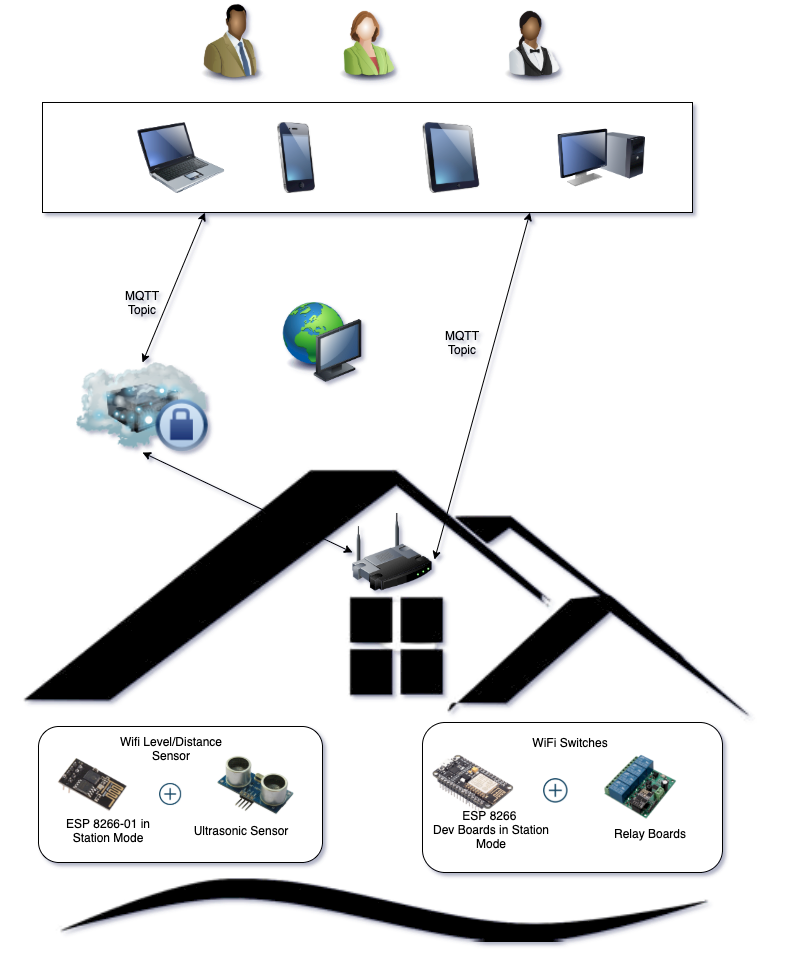 MQTT
Topic
MQTT
Topic
Wifi Level/Distance
Sensor
ESP 8266-01 in
Station Mode
Ultrasonic Sensor
WiFi Switches
ESP 8266
Dev Boards in Station
Mode
Relay Boards